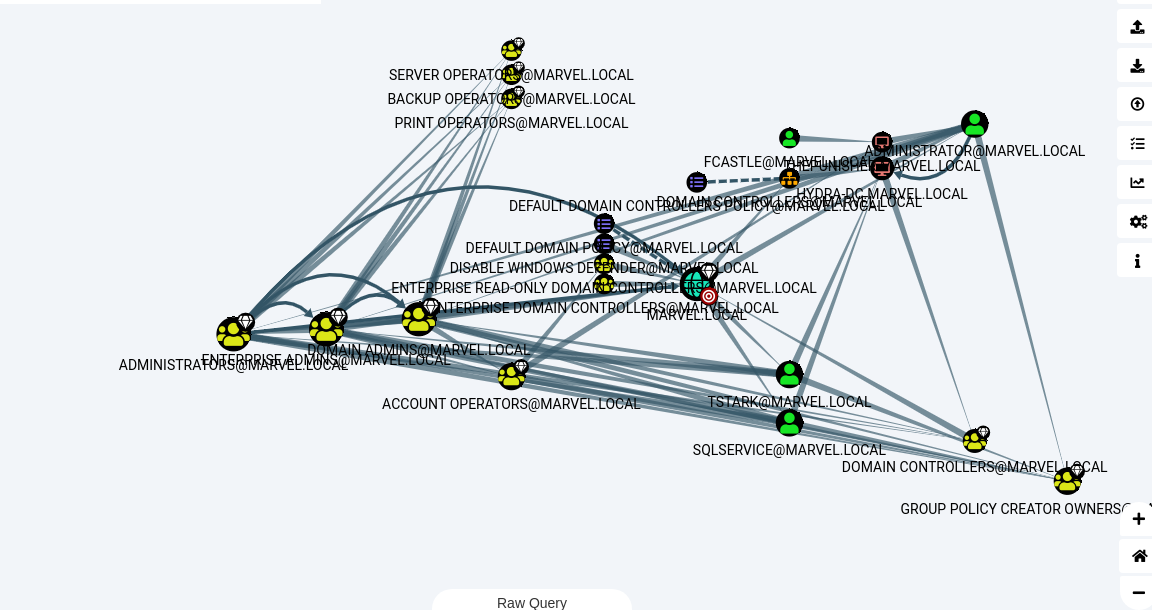 SERVER OPERATORS@MARVEL.LOCAL
BACKUP OPERATORS@MARVEL.LOCAL
PRINT OPERATORS@MARVEL.LOCAL
ADMINISTRATOR@MARVEL.LOCAL
FCASTLE@MARVEL.LOCAL
THEPUNISHER.MARVEL.LOCAL
HYDRA-DC.MARVEL.LOCAL
DOMAIN CONTROLLERS@MARVEL.LOCAL
DEFAULT DOMAIN CONTROLLERS POLICY@MARVEL.LOCAL
DEFAULT DOMAIN POLICY@MARVEL.LOCAL
DISABLE WINDOWS DEFENDER@MARVEL.LOCAL
ENTERPRISE READ-ONLY DOMAIN CONTROLLERS@MARVEL.LOCAL
ENTERPRISE DOMAIN CONTROLLERS@MARVEL.LOCAL
MARVEL.LOCAL
DOMAIN ADMINS@MARVEL.LOCAL
ENTERPRISE ADMINS@MARVEL.LOCAL
ADMINISTRATORS@MARVEL.LOCAL
ACCOUNT OPERATORS@MARVEL.LOCAL
TSTARK@MARVEL.LOCAL
SQLSERVICE@MARVEL.LOCAL
DOMAIN CONTROLLERS@MARVEL.LOCAL
GROUP POLICY CREATOR OWNERS@
Raw Query